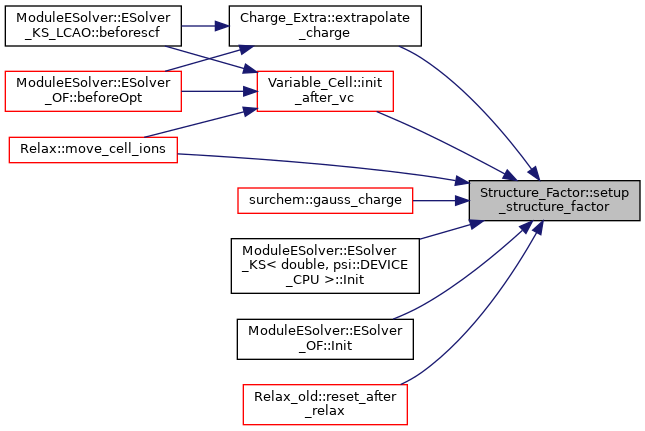 ModuleESolver::ESolver
_KS_LCAO::beforescf
Charge_Extra::extrapolate
_charge
ModuleESolver::ESolver
_OF::beforeOpt
Variable_Cell::init
_after_vc
Relax::move_cell_ions
Structure_Factor::setup
_structure_factor
surchem::gauss_charge
ModuleESolver::ESolver
_KS< double, psi::DEVICE
_CPU >::Init
ModuleESolver::ESolver
_OF::Init
Relax_old::reset_after
_relax